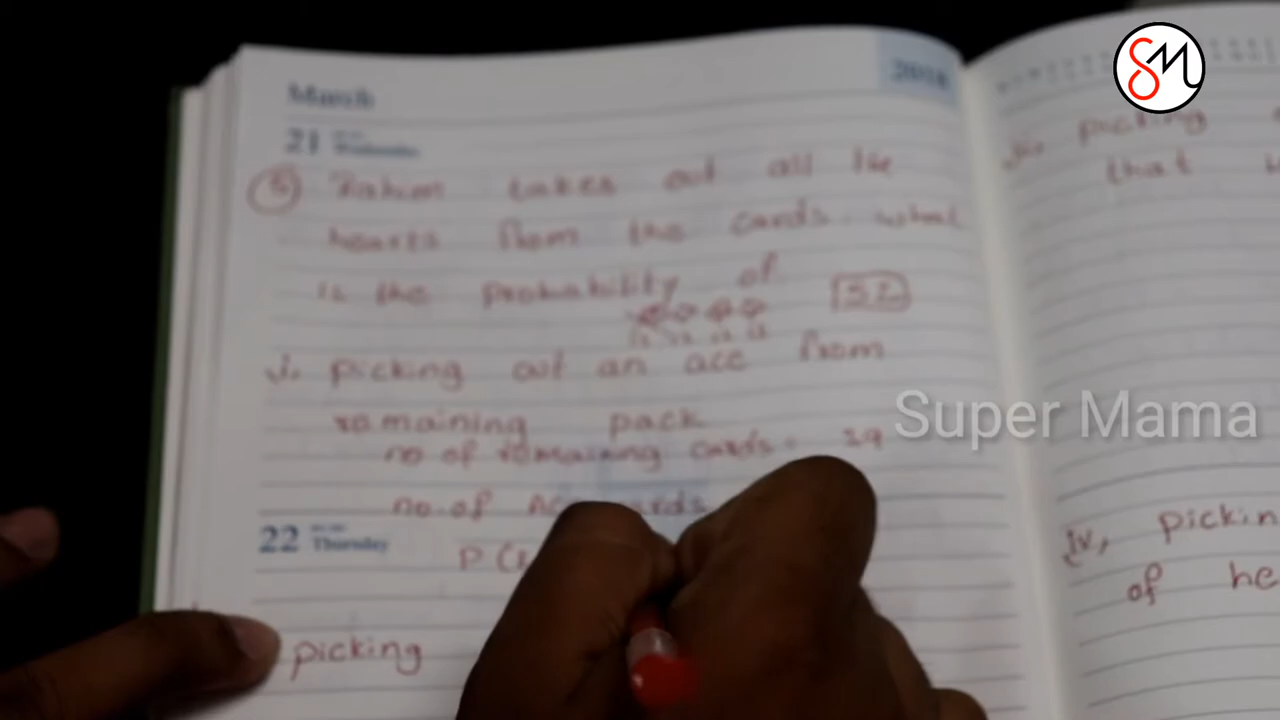 SM
March
2018
21 Wednesday
5 Rahim takes out all the
hearts from the cards. what
is the probability of
52
i. picking out an ace from
remaining pack
no of remaining cards = 39
no. of
22 Thursday
P(
picking
picking
that
iv, pickin
of he
Super Mama